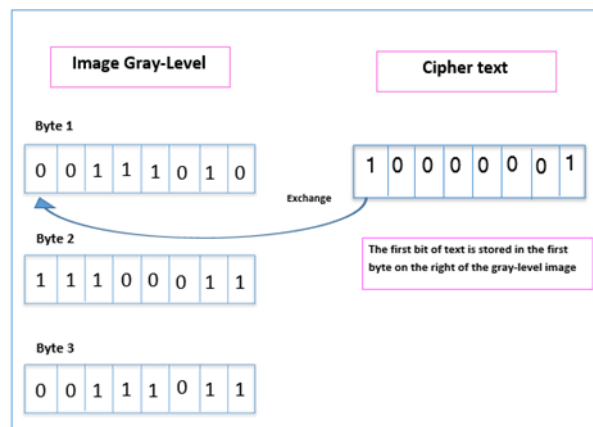 Image Gray-Level
Cipher text
Byte 1
0 0 1 1 1 0 1 0
1 0 0 0 0 0 0 1
Exchange
Byte 2
The first bit of text is stored in the first
byte on the right of the gray-level image
1 1 1 0 0 0 1 1
Byte 3
0 0 1 1 1 0 1 1